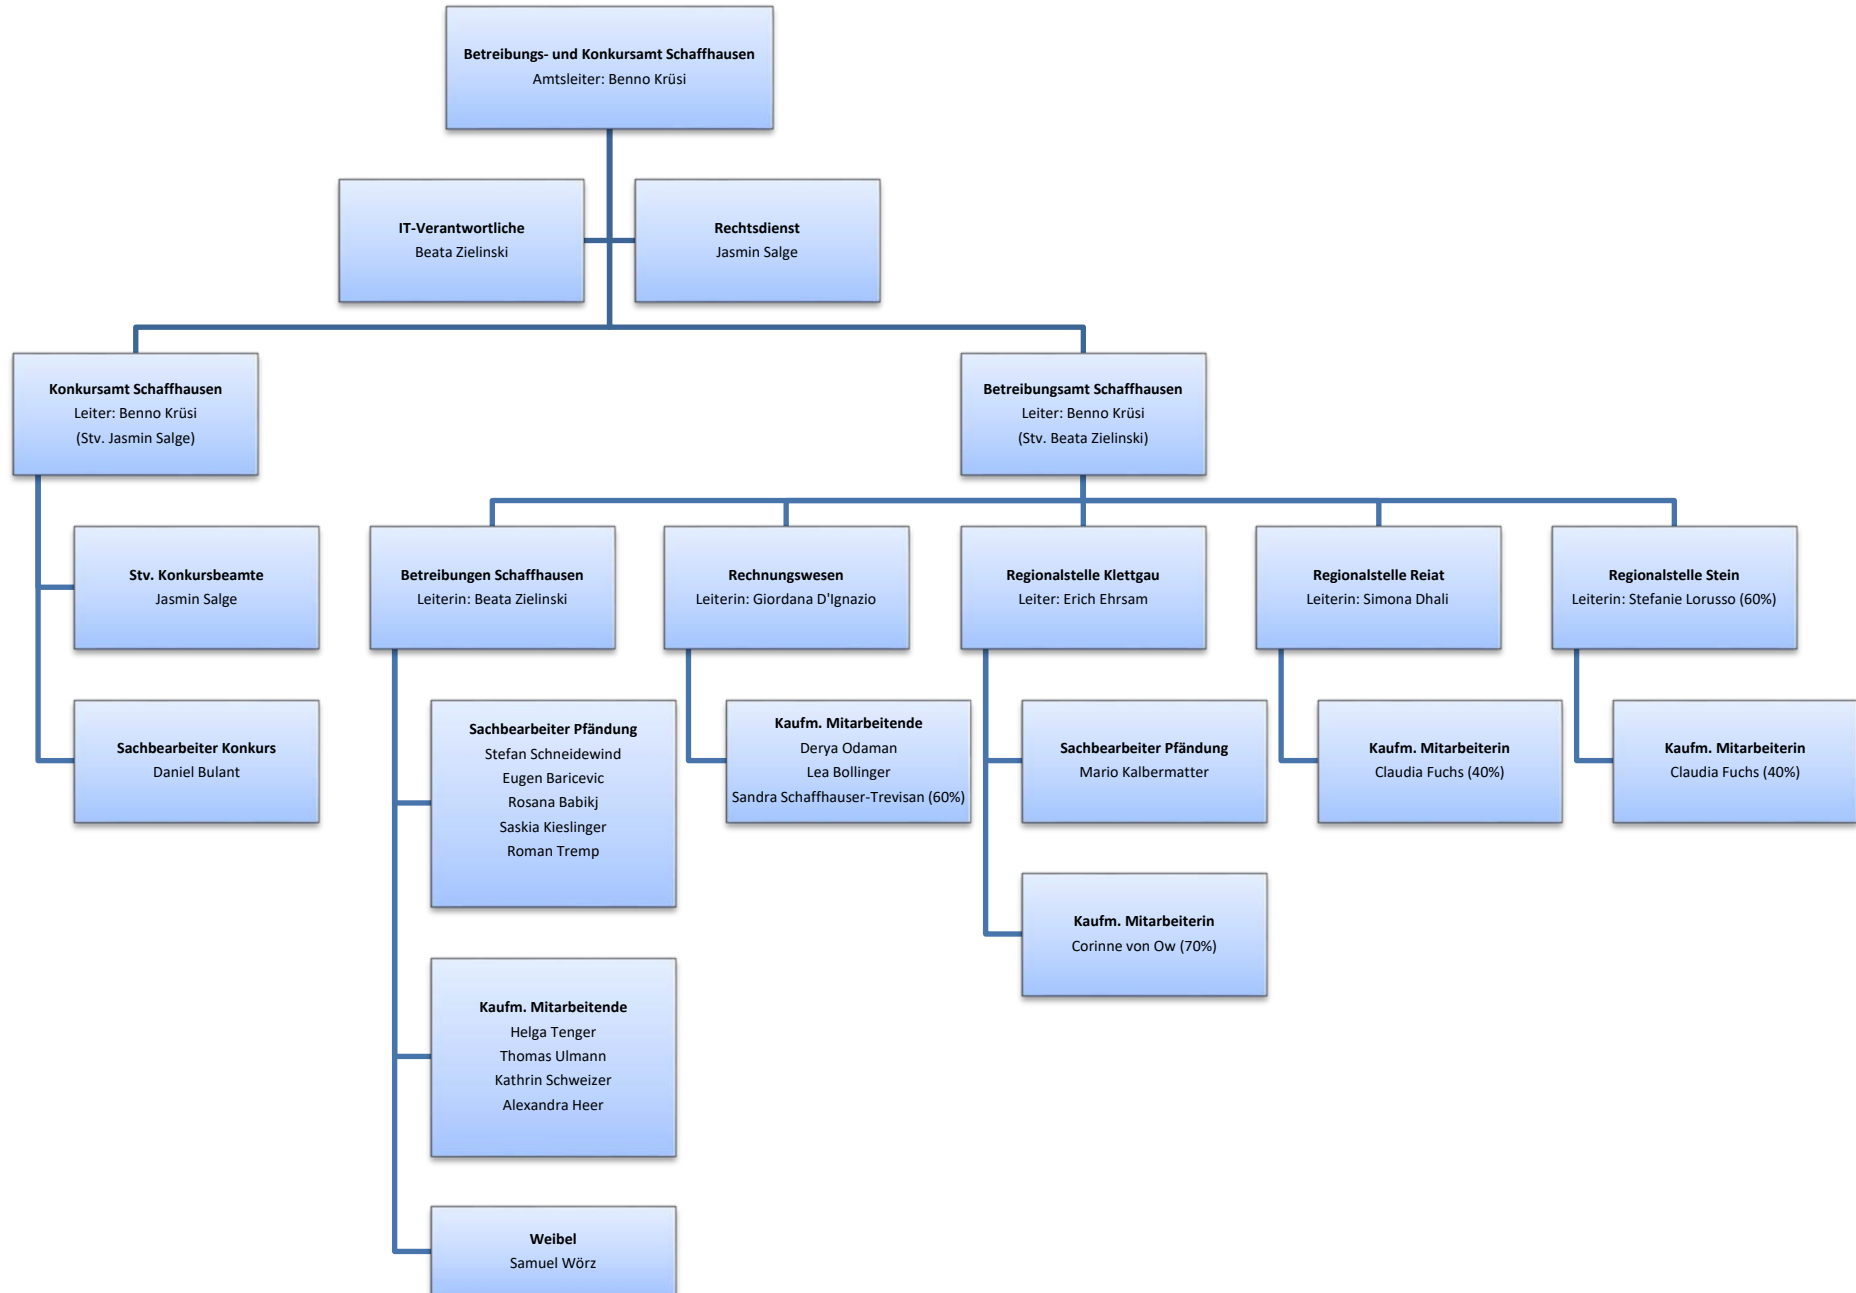 Betreibungs- und Konkursamt Schaffhausen
Amtsleiter: Benno Krüsi
IT-Verantwortliche
Beata Zielinski
Rechtsdienst
Jasmin Salge
Konkursamt Schaffhausen
Leiter: Benno Krüsi
(Stv. Jasmin Salge)
Betreibungsamt Schaffhausen
Leiter: Benno Krüsi
(Stv. Beata Zielinski)
Stv. Konkursbeamte
Jasmin Salge
Sachbearbeiter Konkurs
Daniel Bulant
Betreibungen Schaffhausen
Leiterin: Beata Zielinski
Sachbearbeiter Pfändung
Stefan Schneidewind
Eugen Baricevic
Rosana Babikj
Saskia Kieslinger
Roman Tremp
Kaufm. Mitarbeitende
Helga Tenger
Thomas Ulmann
Kathrin Schweizer
Alexandra Heer
Weibel
Samuel Wörz
Rechnungswesen
Leiterin: Giordana D'Ignazio
Kaufm. Mitarbeitende
Derya Odaman
Lea Bollinger
Sandra Schaffhauser-Trevisan (60%)
Regionalstelle Klettgau
Leiter: Erich Ehrsam
Sachbearbeiter Pfändung
Mario Kalbermatter
Kaufm. Mitarbeiterin
Corinne von Ow (70%)
Regionalstelle Reiat
Leiterin: Simona Dhali
Kaufm. Mitarbeiterin
Claudia Fuchs (40%)
Regionalstelle Stein
Leiterin: Stefanie Lorusso (60%)
Kaufm. Mitarbeiterin
Claudia Fuchs (40%)